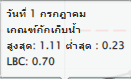 วันที่ 1 กรกฎาคม
เกณฑ์กักเก็บน้ำ
สูงสุด: 1.11 ต่ำสุด : 0.23
LBC: 0.70